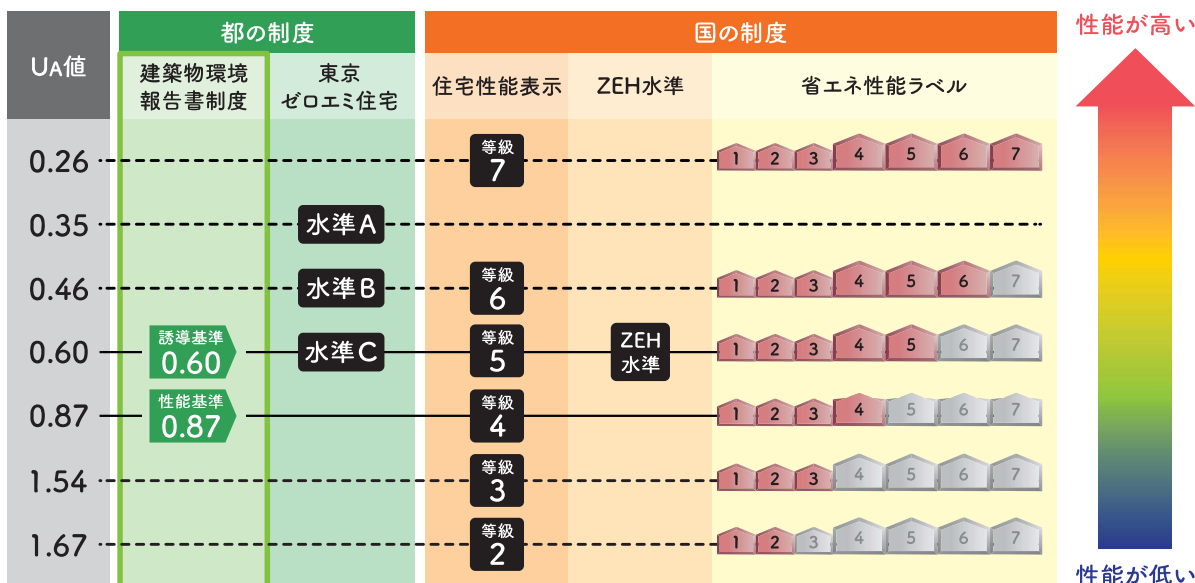 都の制度
国の制度
性能が高い
UA値
建築物環境
報告書制度
東京
ゼロエミ住宅
住宅性能表示
ZEH水準
省エネ性能ラベル
0.26
等級
7
1 2 3 4 5 6 7
0.35
水準A
0.46
水準B
等級
6
1 2 3 4 5 6 7
0.60
誘導基準
0.60
水準C
等級
5
ZEH
水準
1 2 3 4 5 6 7
0.87
性能基準
0.87
等級
4
1 2 3 4 5 6 7
1.54
等級
3
1 2 3 4 5 6 7
1.67
等級
2
1 2 3 4 5 6 7
性能が低い